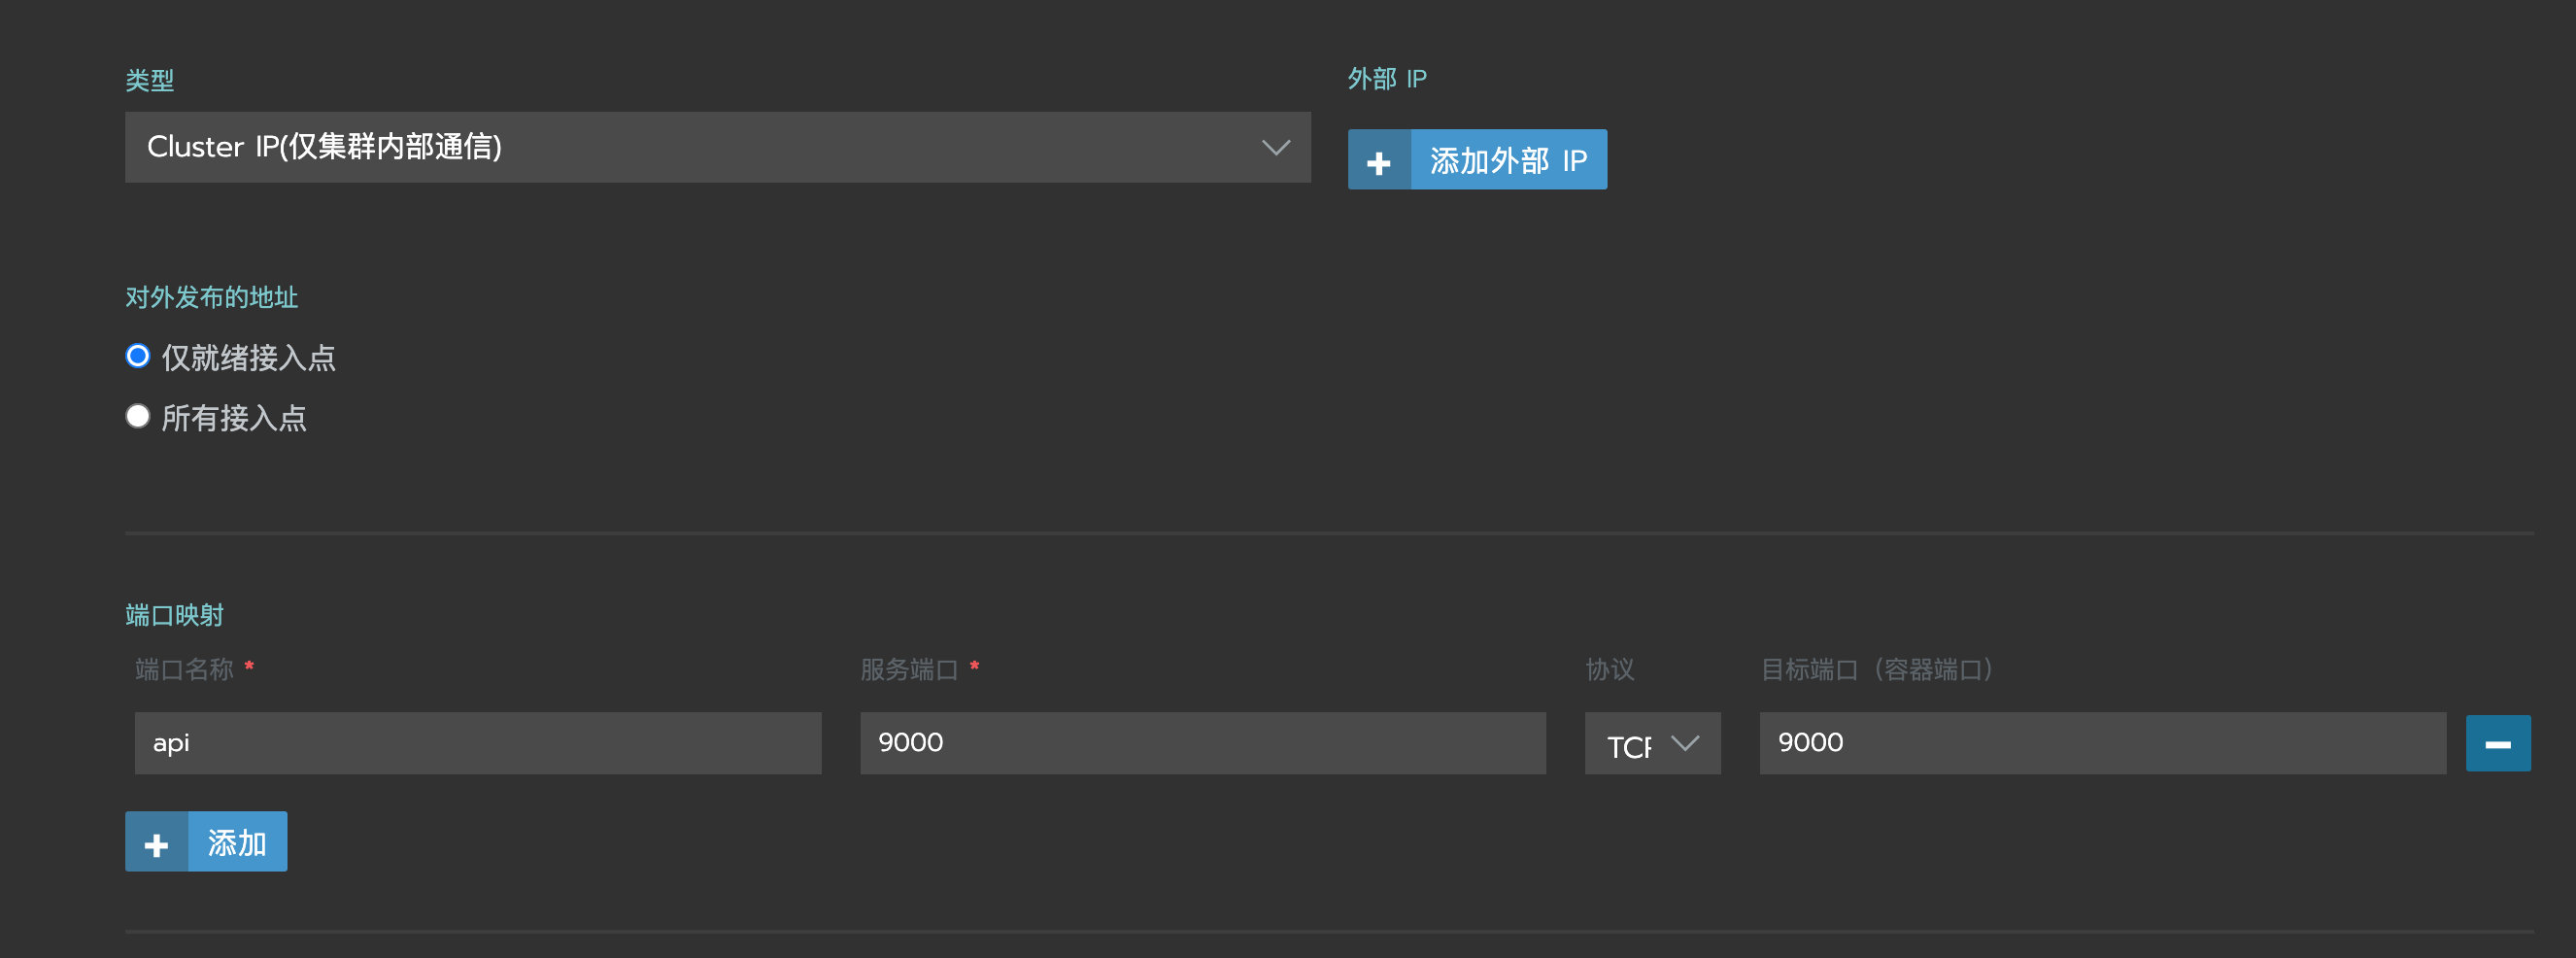 类型
外部 IP
Cluster IP(仅集群内部通信)
添加外部 IP
对外发布的地址
仅就绪接入点
所有接入点
端口映射
端口名称 *
服务端口 *
协议
目标端口（容器端口）
api
9000
TCP
9000
添加